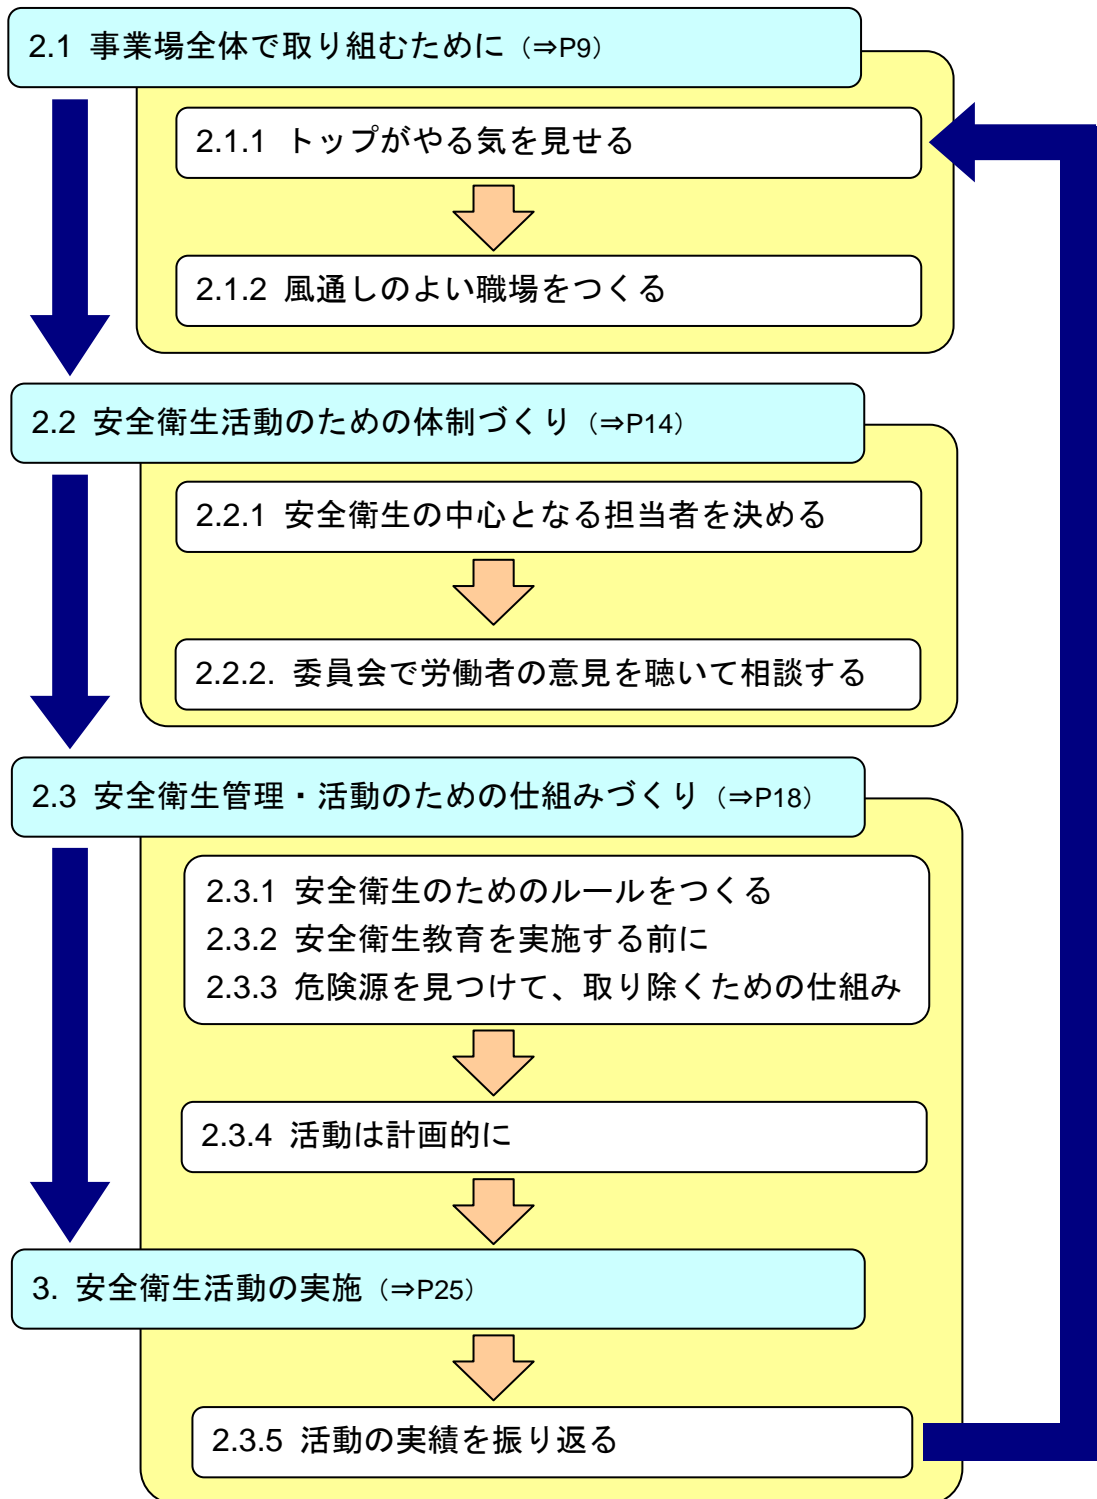 2.1 事業場全体で取り組むために（⇒P9）
2.1.1 トップがやる気を見せる
2.1.2 風通しのよい職場をつくる
2.2 安全衛生活動のための体制づくり（⇒P14）
2.2.1 安全衛生の中心となる担当者を決める
2.2.2. 委員会で労働者の意見を聴いて相談する
2.3 安全衛生管理・活動のための仕組みづくり（⇒P18）
2.3.1 安全衛生のためのルールをつくる
2.3.2 安全衛生教育を実施する前に
2.3.3 危険源を見つけて、取り除くための仕組み
2.3.4 活動は計画的に
3. 安全衛生活動の実施（⇒P25）
2.3.5 活動の実績を振り返る